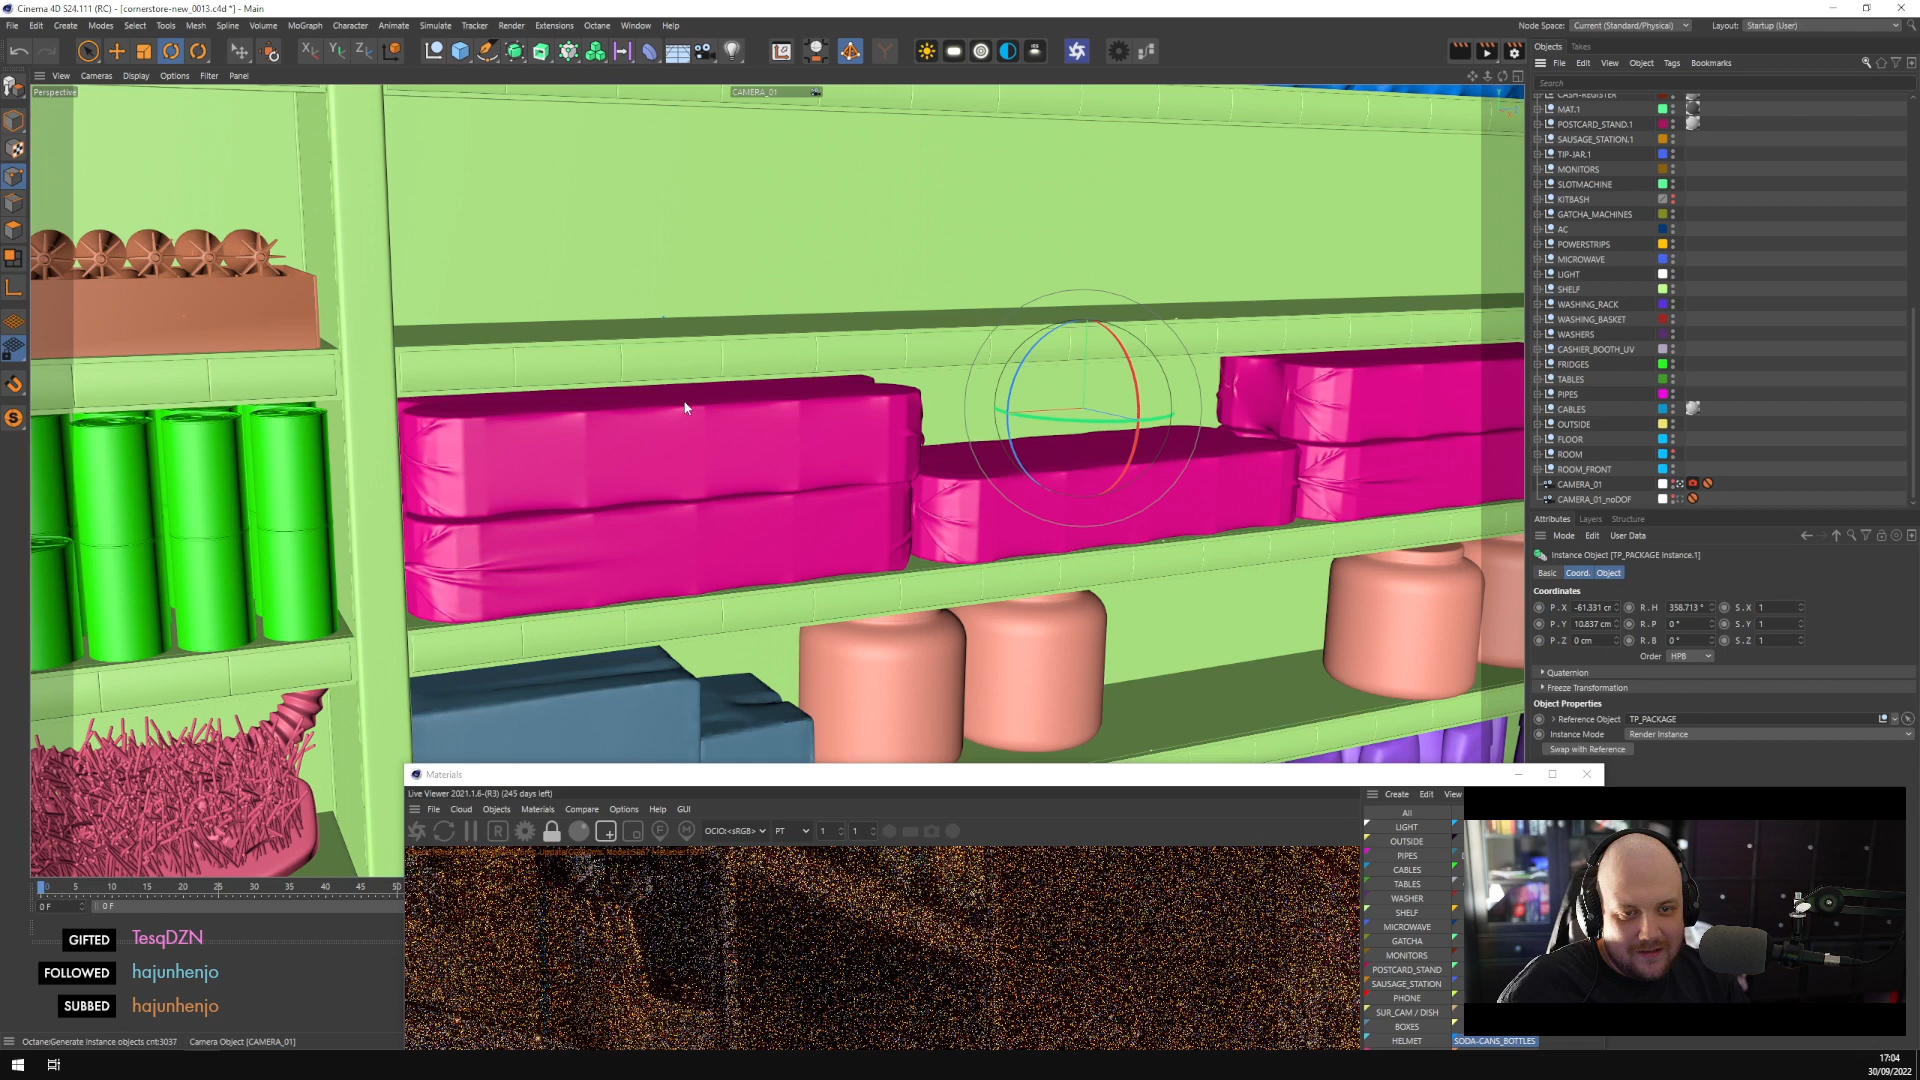 Cinema 4D S24.111 (RC) - [cornerstore-new_0013.c4d *] - Main
File Edit Create Modes Select Tools Mesh Spline Volume MoGraph Character Animate Simulate Tracker Render Extensions Octane Window Help
Node Space: Current (Standard/Physical) Layout: Startup (User)
View Cameras Display Options Filter Panel
Perspective
CAMERA_01
Objects Takes
File Edit View Object Tags Bookmarks
Search
CASH-REGISTER
MAT.1
POSTCARD_STAND.1
SAUSAGE_STATION.1
TIP-JAR.1
MONITORS
SLOTMACHINE
KITBASH
GATCHA_MACHINES
AC
POWERSTRIPS
MICROWAVE
LIGHT
SHELF
WASHING_RACK
WASHING_BASKET
WASHERS
CASHIER_BOOTH_UV
FRIDGES
TABLES
PIPES
CABLES
OUTSIDE
FLOOR
ROOM
ROOM_FRONT
CAMERA_01
CAMERA_01_noDOF
Attributes Layers Structure
Mode Edit User Data
Instance Object [TP_PACKAGE Instance.1]
Basic Coord. Object
Coordinates
P . X -61.331 cm R . H 358.713 ° S . X 1
P . Y 10.837 cm R . P 0 ° S . Y 1
P . Z 0 cm R . B 0 ° S . Z 1
Order HPB
Quaternion
Freeze Transformation
Object Properties
Reference Object TP_PACKAGE
Instance Mode Render Instance
Swap with Reference
Materials
Live Viewer 2021.1.6-(R3) (245 days left)
File Cloud Objects Materials Compare Options Help GUI
OCIO:<sRGB> PT 1 1
Create Edit View
All
LIGHT
OUTSIDE
PIPES
CABLES
TABLES
WASHER
SHELF
MICROWAVE
GATCHA
MONITORS
POSTCARD_STAND
SAUSAGE_STATION
PHONE
SUR_CAM / DISH
BOXES
HELMET
SODA-CANS_BOTTLES
0 5 10 15 20 25 30 35 40 45 50
0 F 0 F
GIFTED TesqDZN
FOLLOWED hajunhenjo
SUBBED hajunhenjo
Octane:Generate Instance objects cnt:3037 Camera Object [CAMERA_01]
17:04
30/09/2022